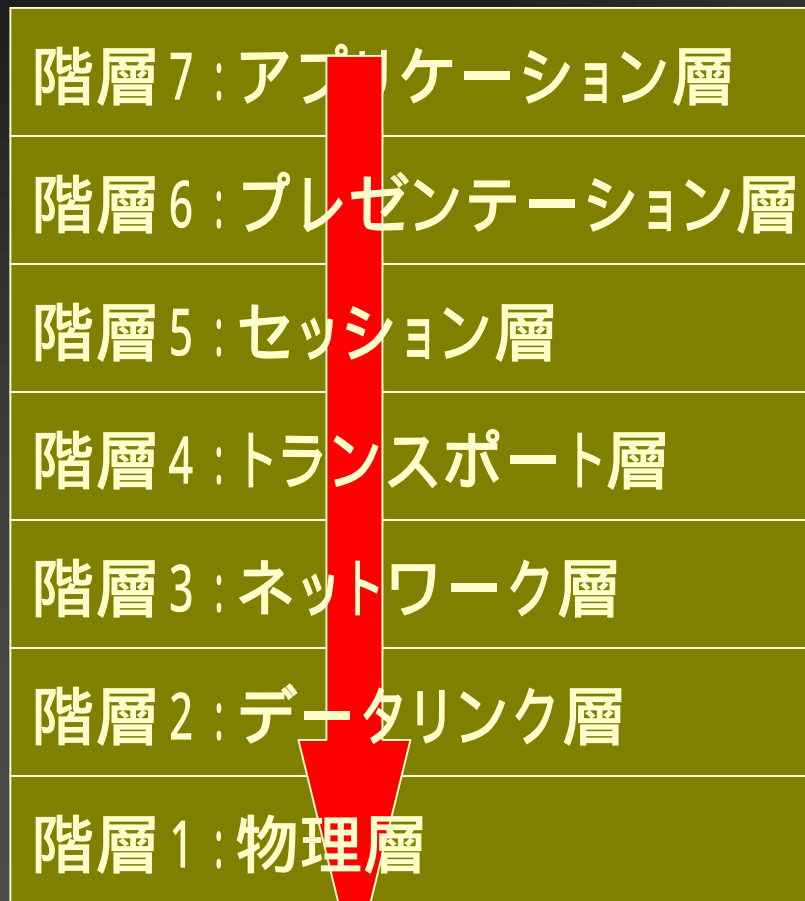 階層7:アプリケーション層
階層6:プレゼンテーション層
階層5:セッション層
階層4:トランスポート層
階層3:ネットワーク層
階層2:データリンク層
階層1:物理層